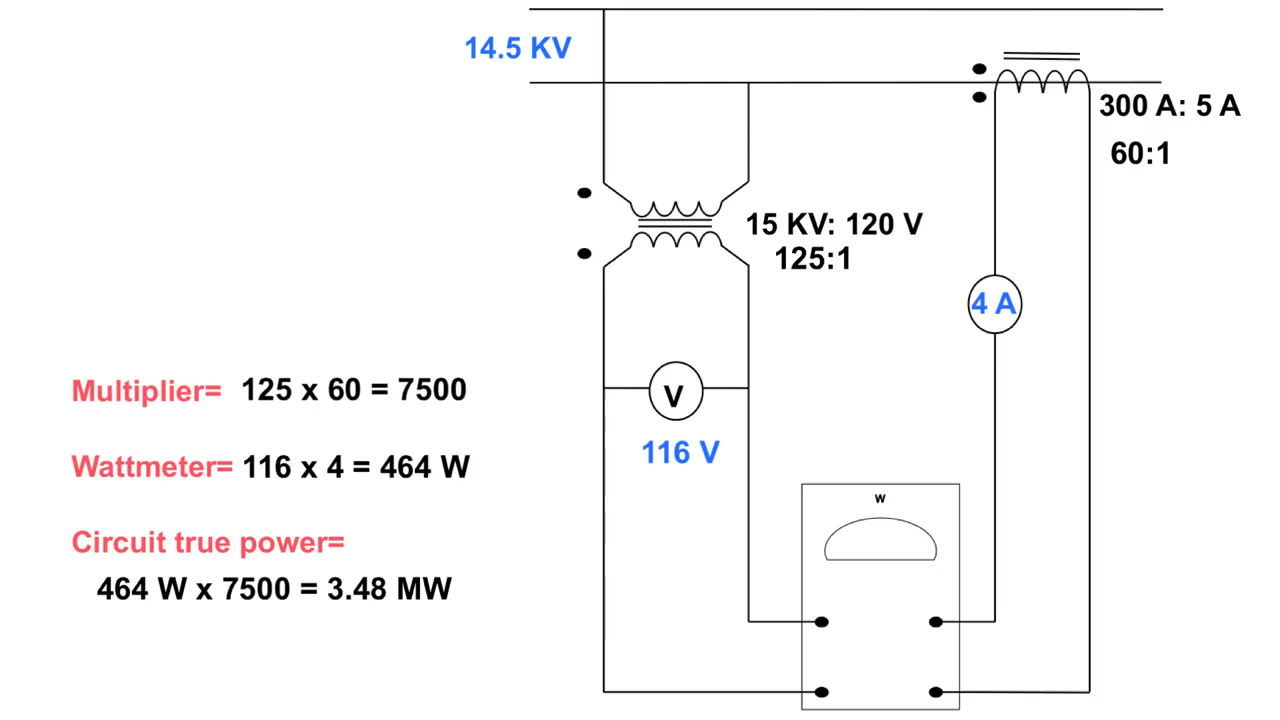 14.5 KV
300 A: 5 A
60:1
15 KV: 120 V
125:1
4 A
Multiplier= 125 x 60 = 7500
V
116 V
Wattmeter= 116 x 4 = 464 W
W
Circuit true power=
464 W x 7500 = 3.48 MW